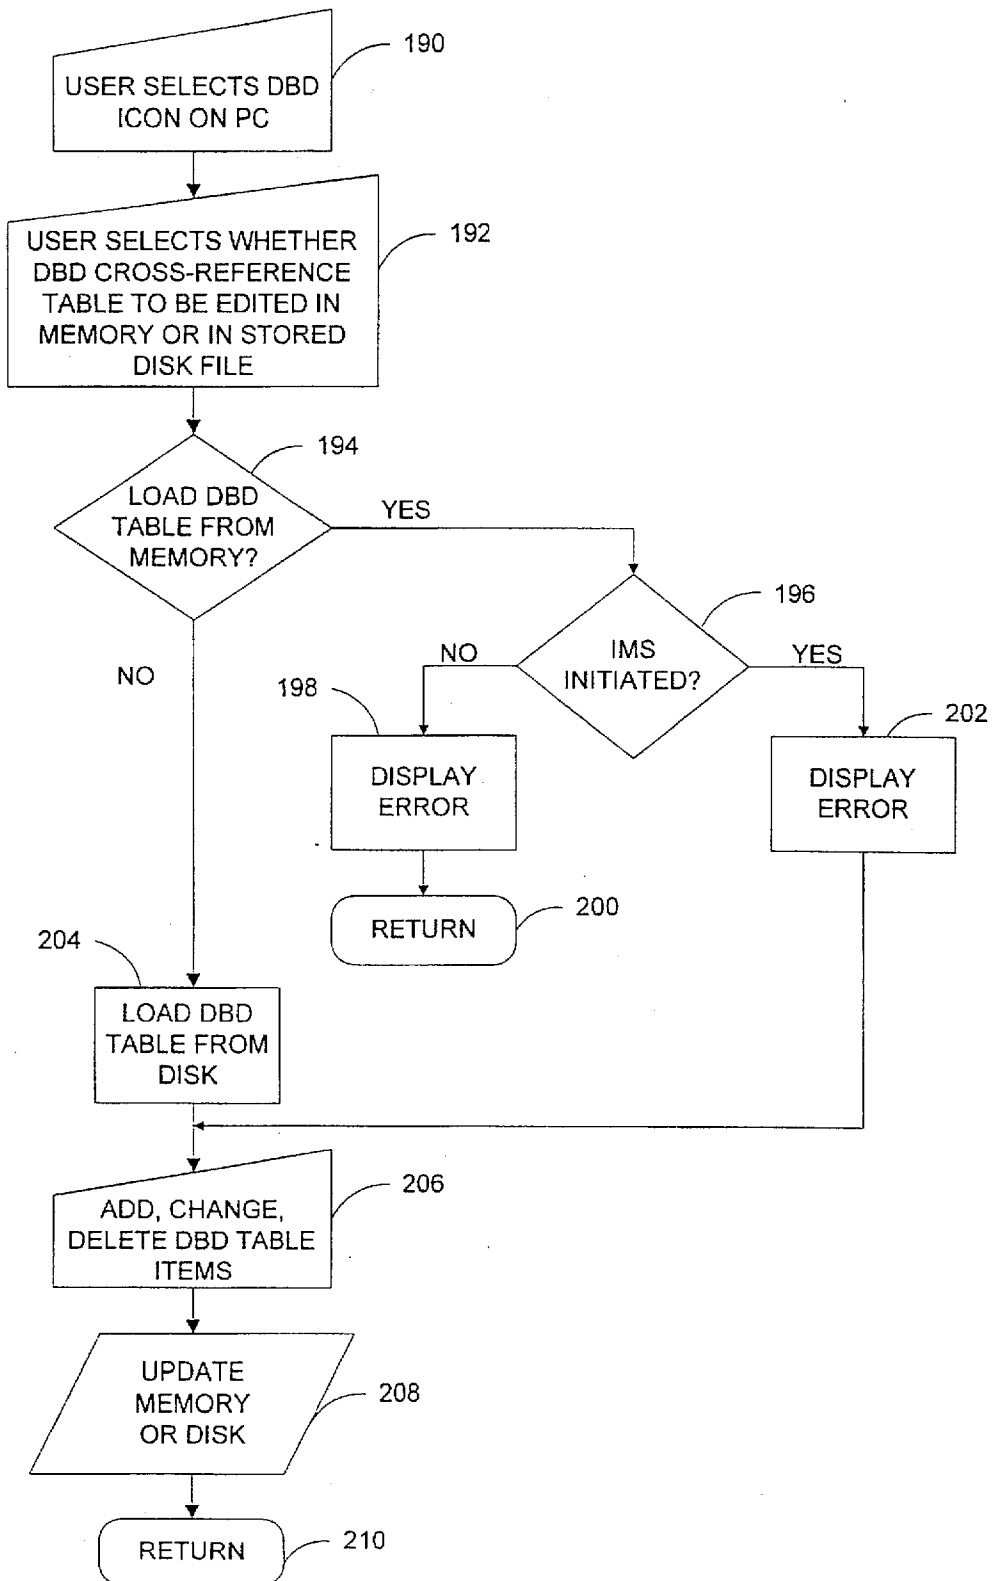 190
USER SELECTS DBD
ICON ON PC
192
USER SELECTS WHETHER
DBD CROSS-REFERENCE
TABLE TO BE EDITED IN
MEMORY OR IN STORED
DISK FILE
194
LOAD DBD
TABLE FROM
MEMORY?
YES
NO
196
IMS
INITIATED?
NO
YES
198
DISPLAY
ERROR
202
DISPLAY
ERROR
200
RETURN
204
LOAD DBD
TABLE FROM
DISK
206
ADD, CHANGE,
DELETE DBD TABLE
ITEMS
UPDATE
MEMORY
OR DISK
208
RETURN
210